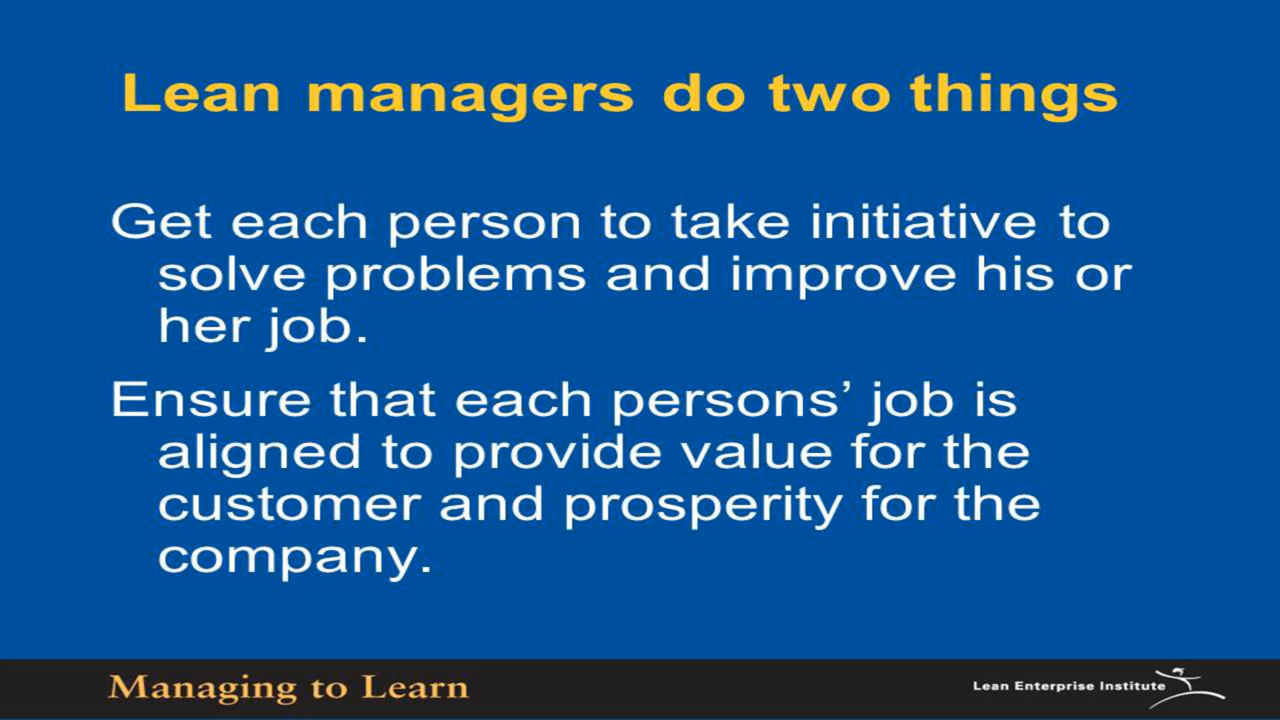 Lean managers do two things
Get each person to take initiative to
solve problems and improve his or
her job.
Ensure that each persons’ job is
aligned to provide value for the
customer and prosperity for the
company.
Managing to Learn
Lean Enterprise Institute